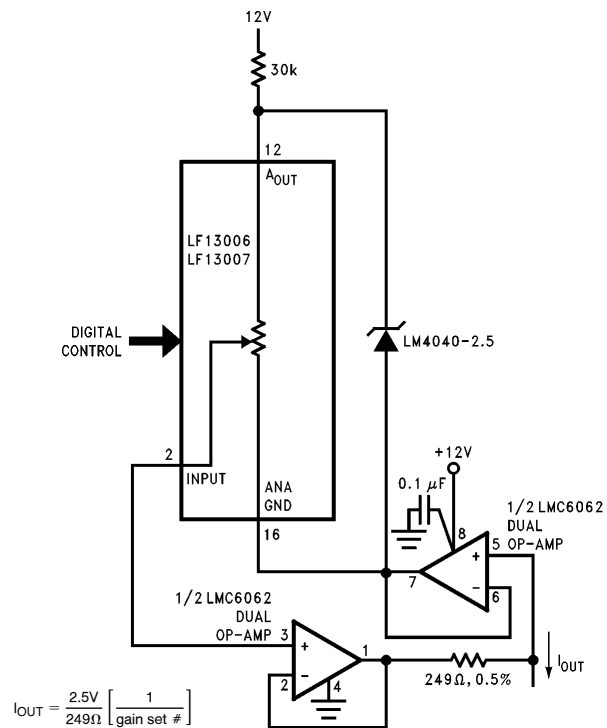 12V
30k
12
AOUT
LF13006
LF13007
DIGITAL
CONTROL
LM4040-2.5
2
INPUT
+12V
0.1 μF
ANA
GND
8
1/2 LMC6062
DUAL
OP-AMP
5
+
16
7
-
6
1/2 LMC6062
DUAL
OP-AMP
3
+
1
-
2
4
249Ω, 0.5%
IOUT
IOUT = 2.5V/249Ω [1/gain set #]